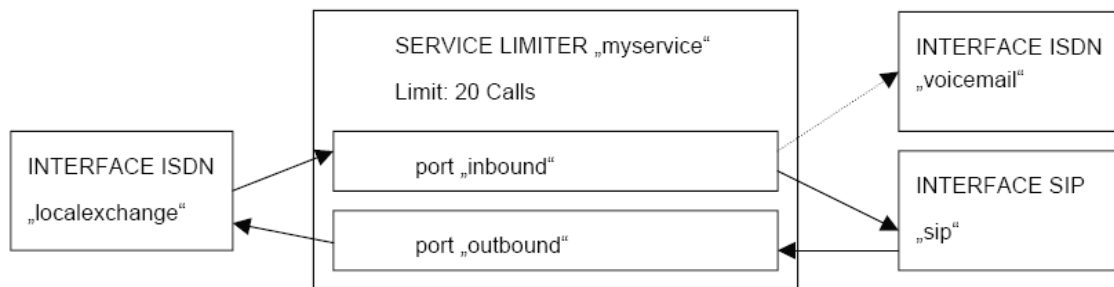 SERVICE LIMITER „myservice“
Limit: 20 Calls
INTERFACE ISDN
„voicemail“
INTERFACE ISDN
„localexchange“
port „inbound“
port „outbound“
INTERFACE SIP
„sip“